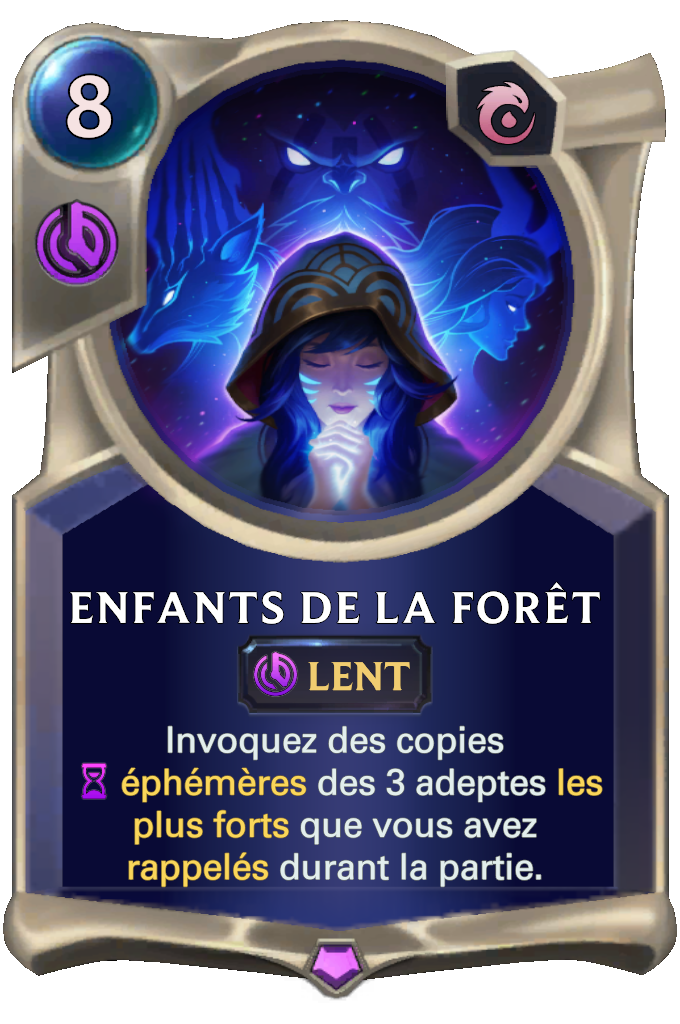 8
ENFANTS DE LA FORÊT
LENT
Invoquez des copies
éphémères des 3 adeptes les
plus forts que vous avez
rappelés durant la partie.